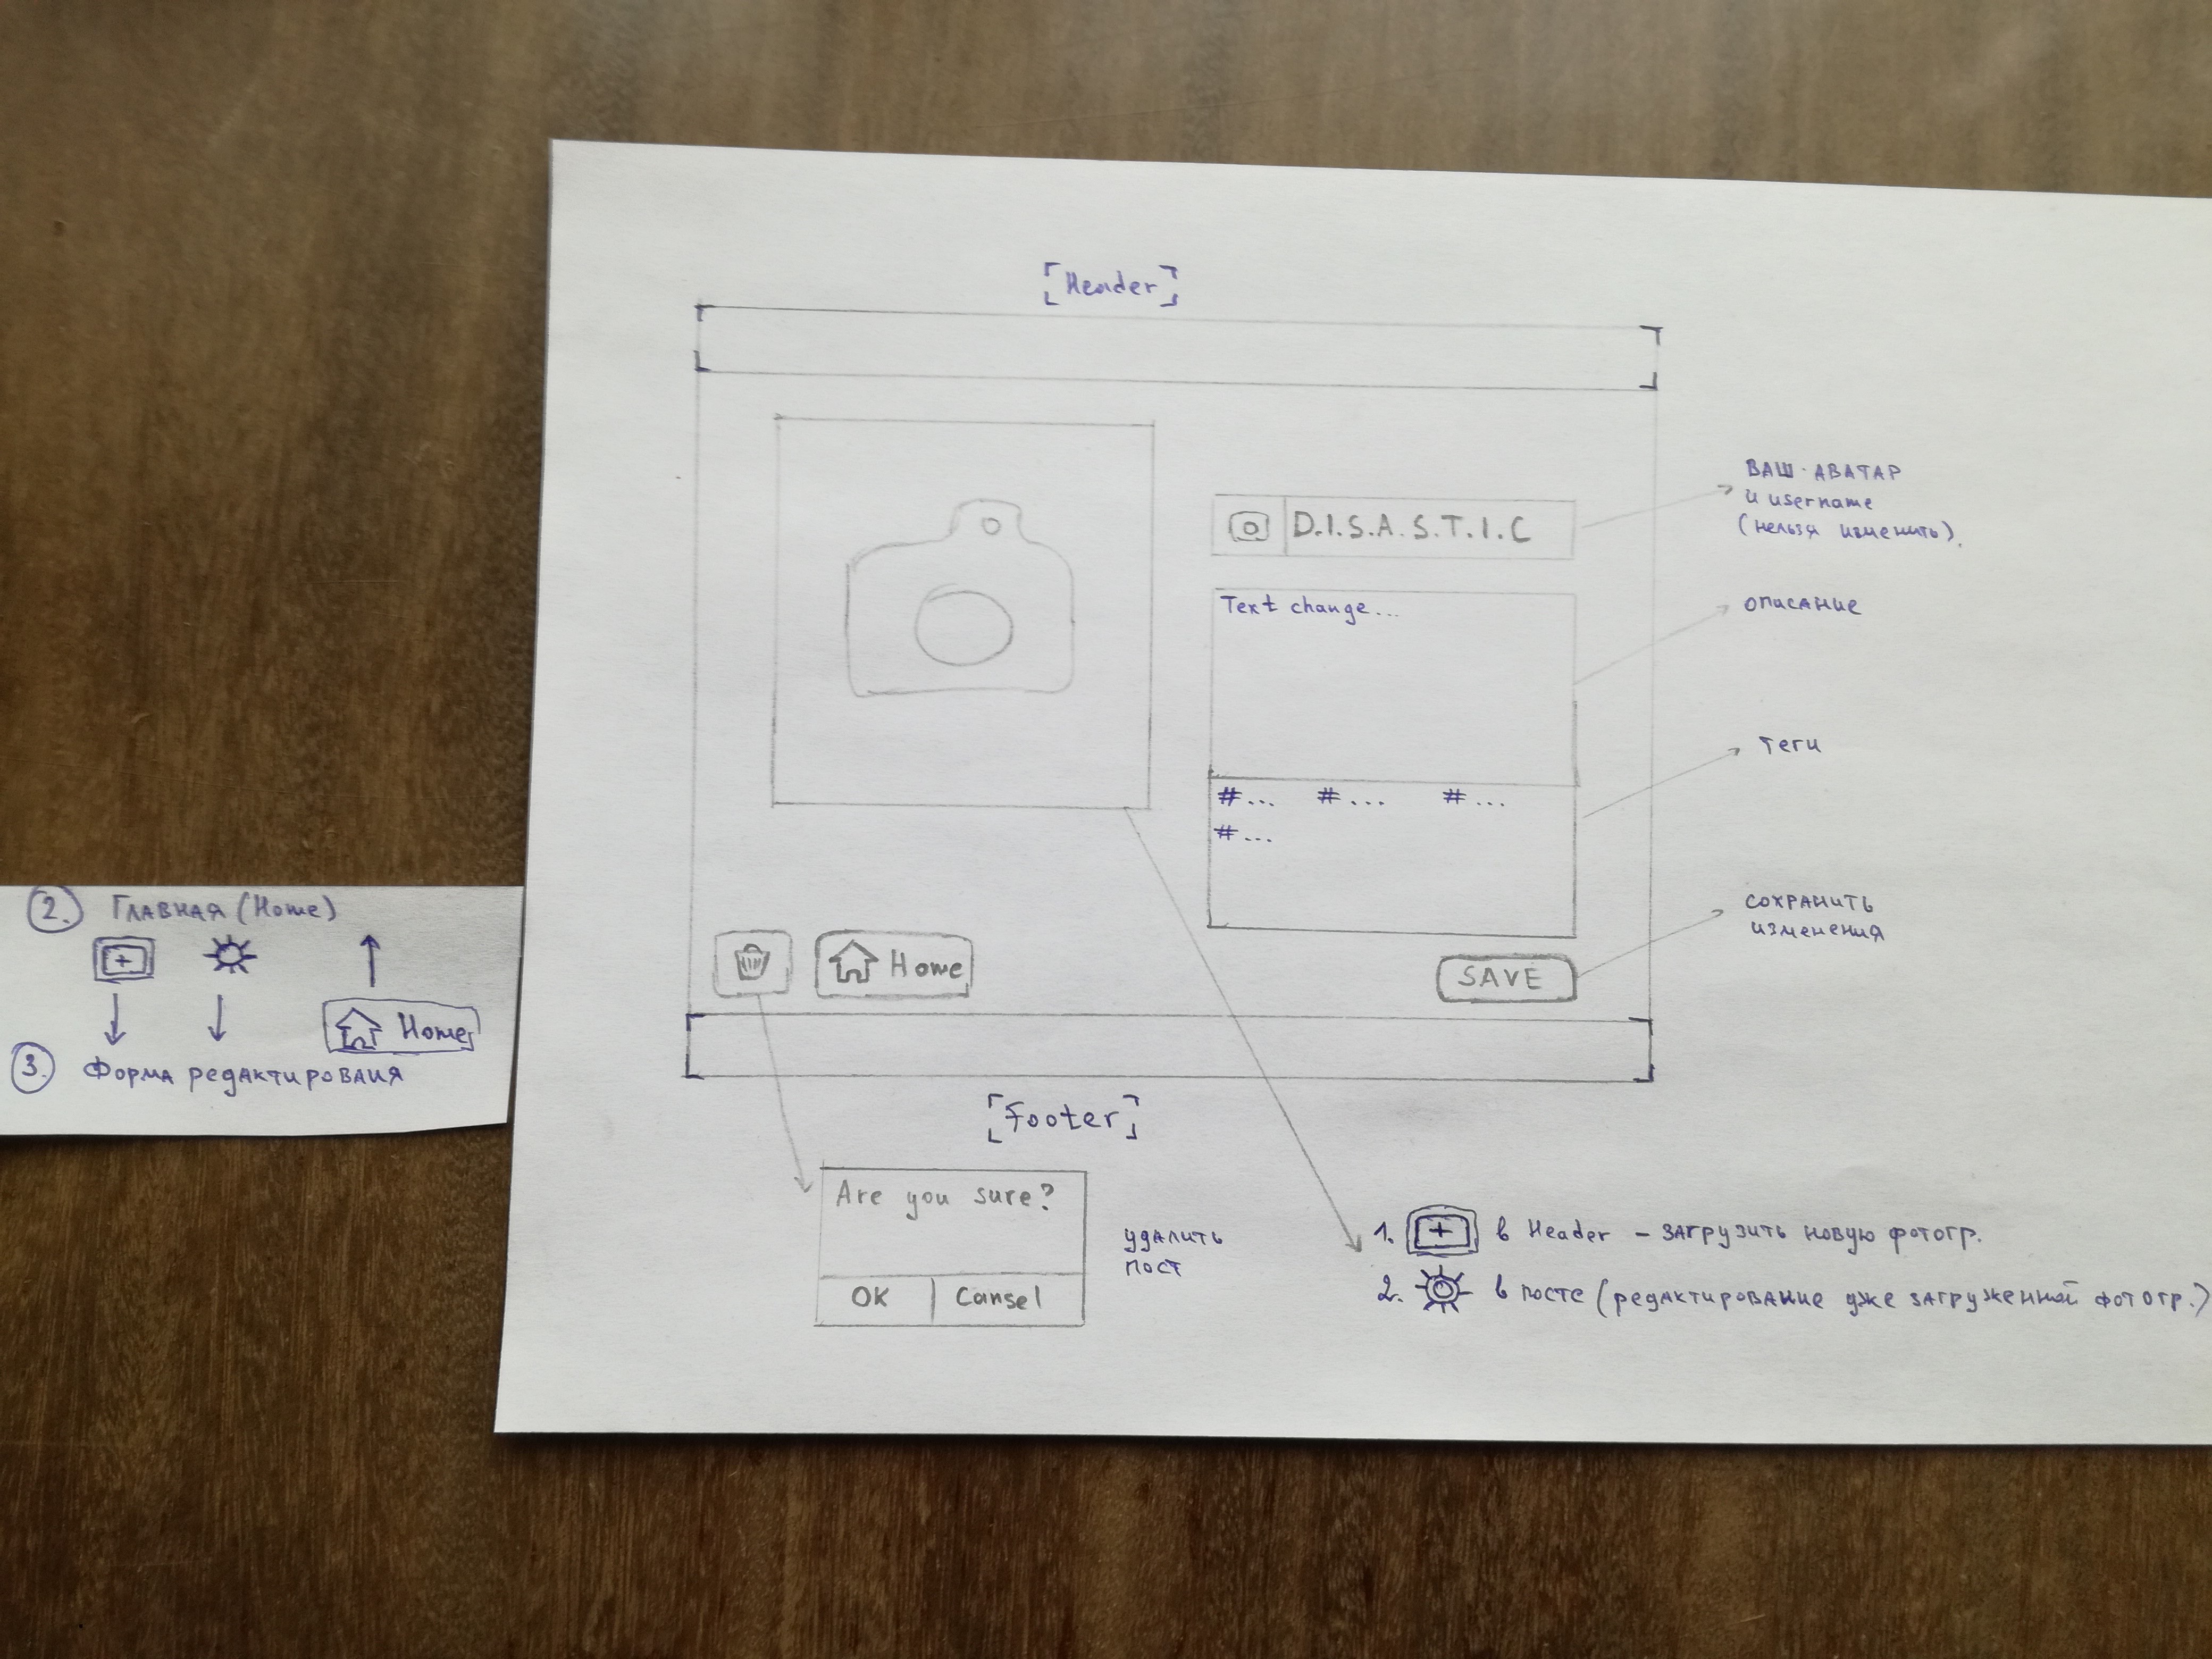 [Header]
D.I.S.A.S.T.I.C
ВАШ АВАТАР
и username
(нельзя изменить).
Text change...
описание
теги
#... #... #...
#...
сохранить
изменения
Home
SAVE
[Footer]
Are you sure?
OK Cansel
удалить
пост
1. + в Header - загрузить новую фотогр.
2. в посте (редактирование уже загруженной фотогр.)
2. Главная (Home)
+
Home
3. Форма редактироваия